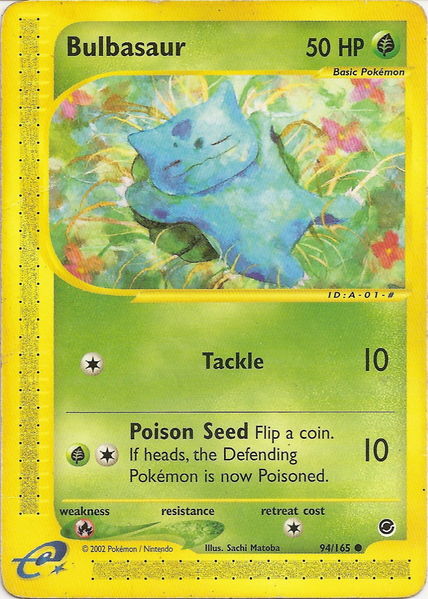 Bulbasaur 50 HP
Basic Pokémon
ID:A-01-#
Tackle 10
Poison Seed Flip a coin.
If heads, the Defending
Pokémon is now Poisoned.
10
weakness resistance retreat cost
© 2002 Pokémon / Nintendo Illus. Sachi Matoba 94/165 ●
e